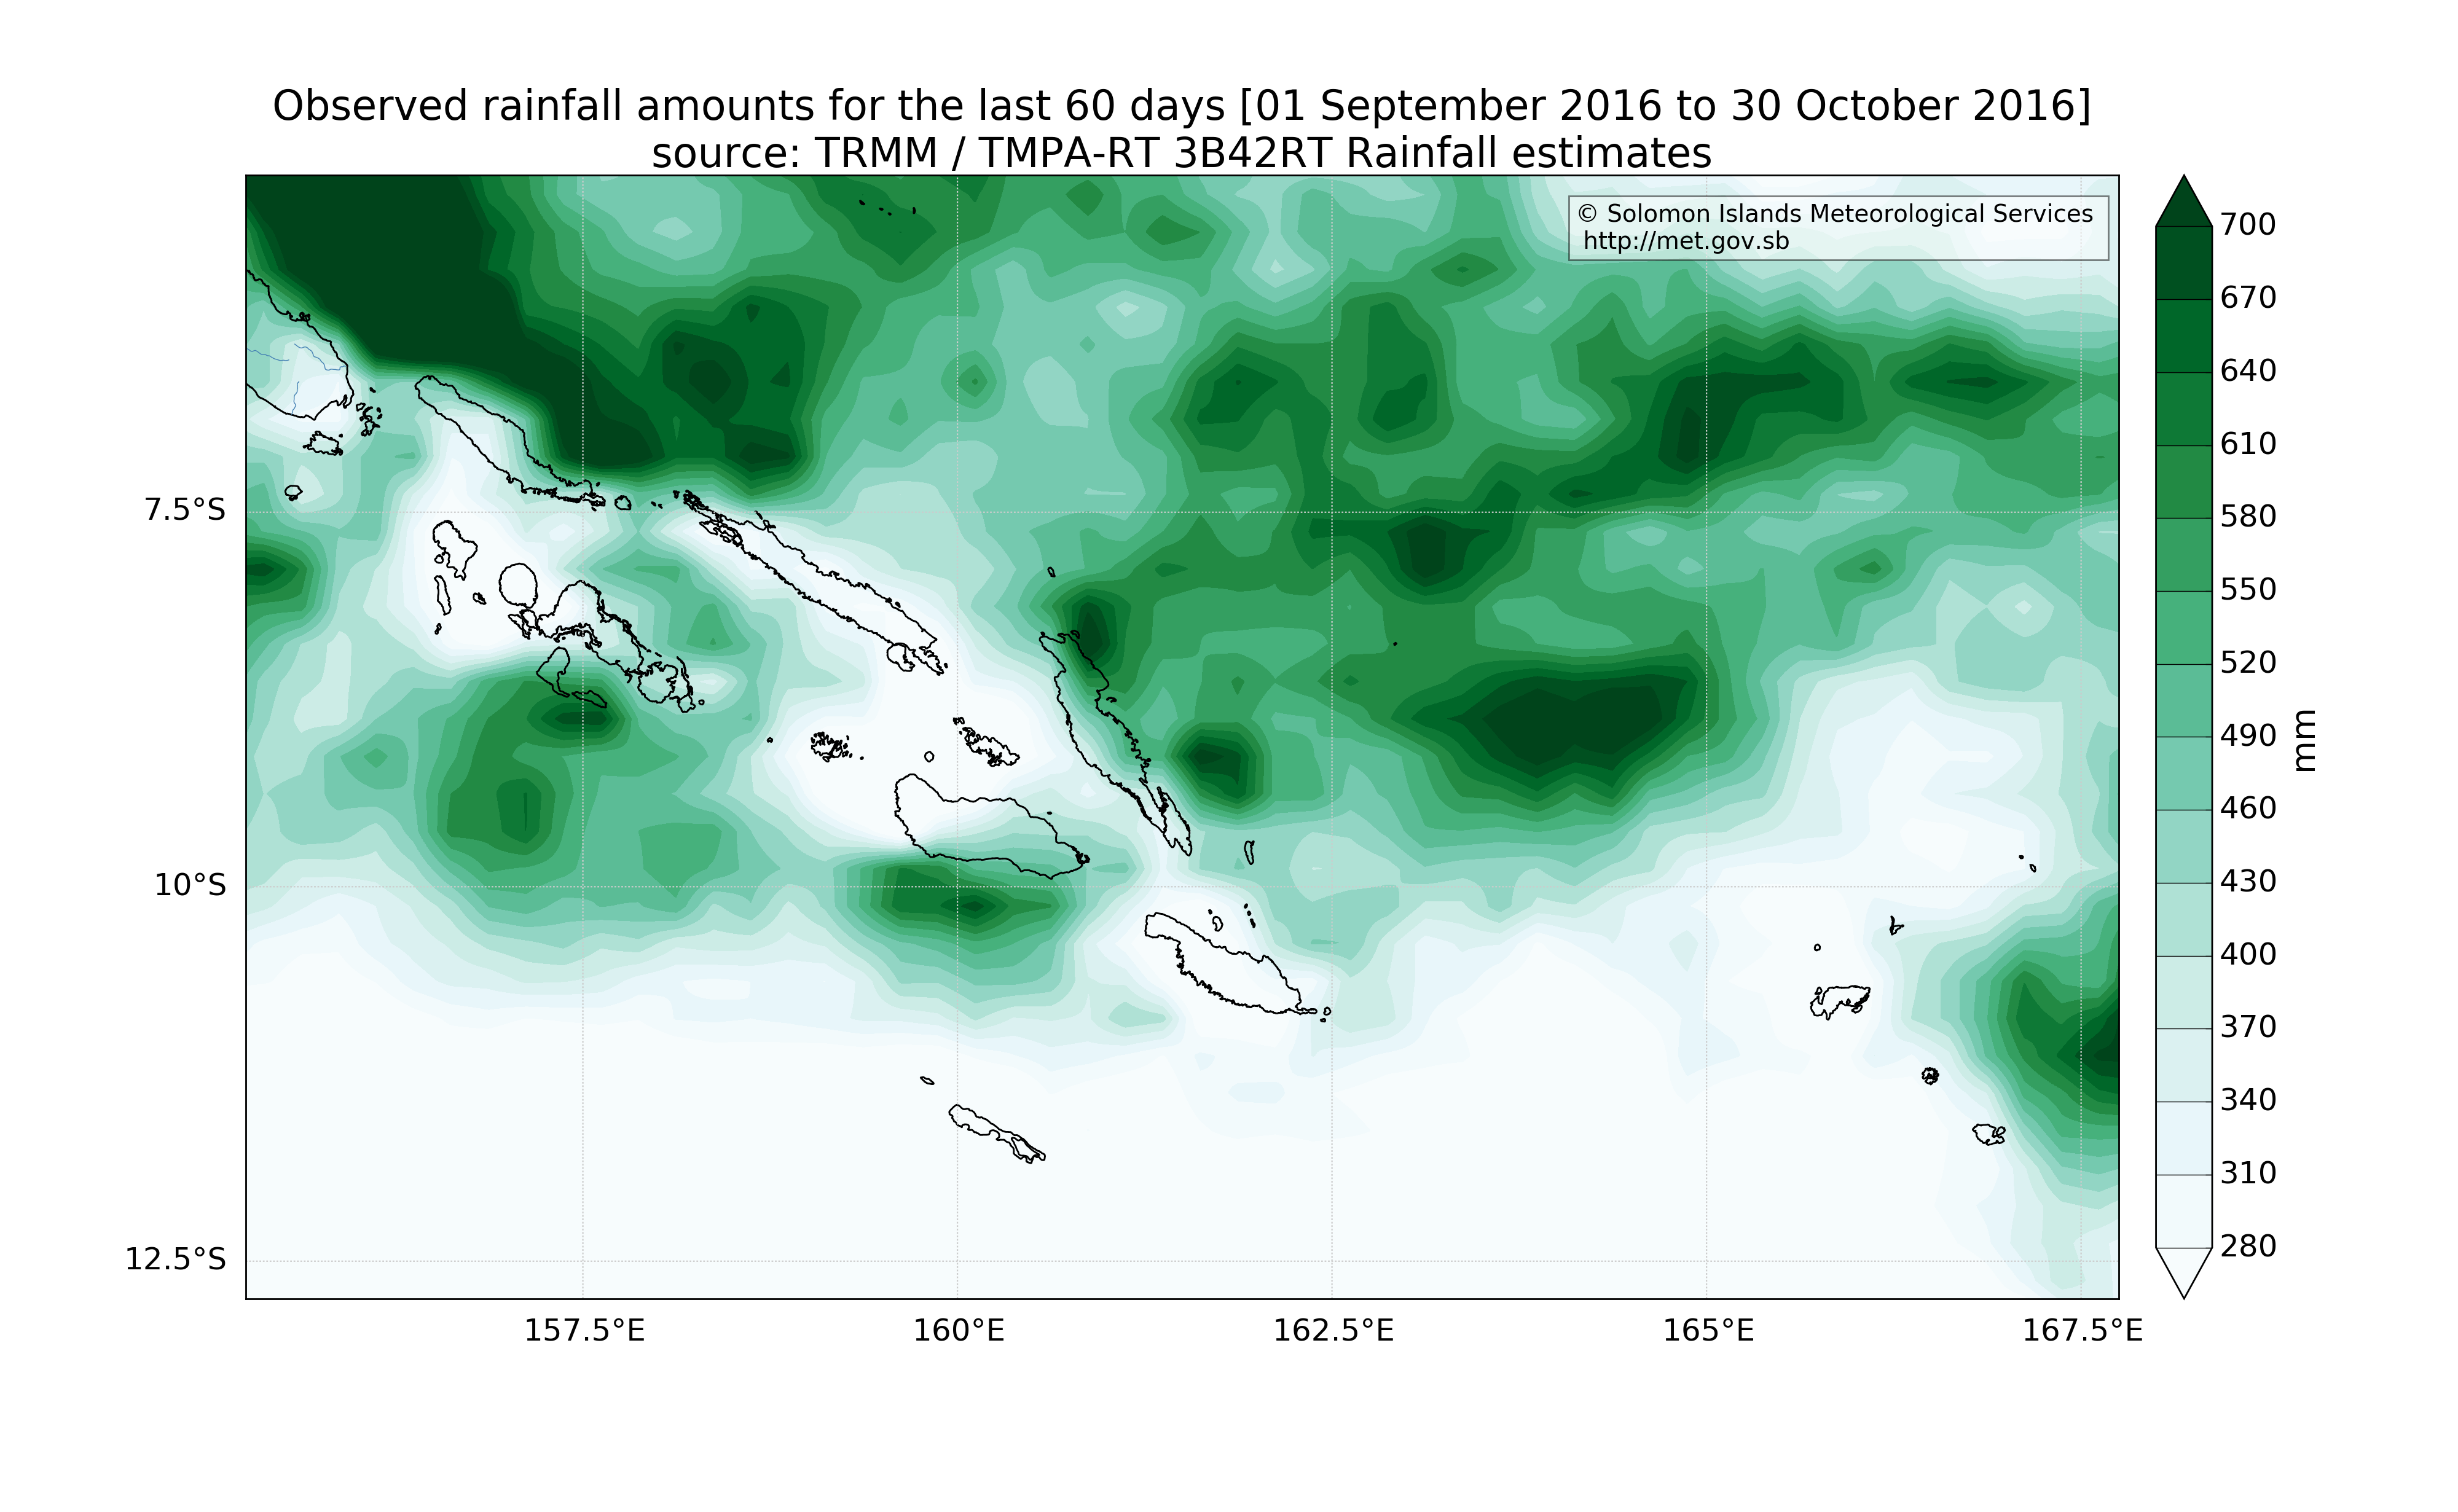 Observed rainfall amounts for the last 60 days [01 September 2016 to 30 October 2016]
source: TRMM / TMPA-RT 3B42RT Rainfall estimates
© Solomon Islands Meteorological Services
http://met.gov.sb
7.5°S
10°S
12.5°S
157.5°E
160°E
162.5°E
165°E
167.5°E
700
670
640
610
580
550
520
490
460
430
400
370
340
310
280
mm